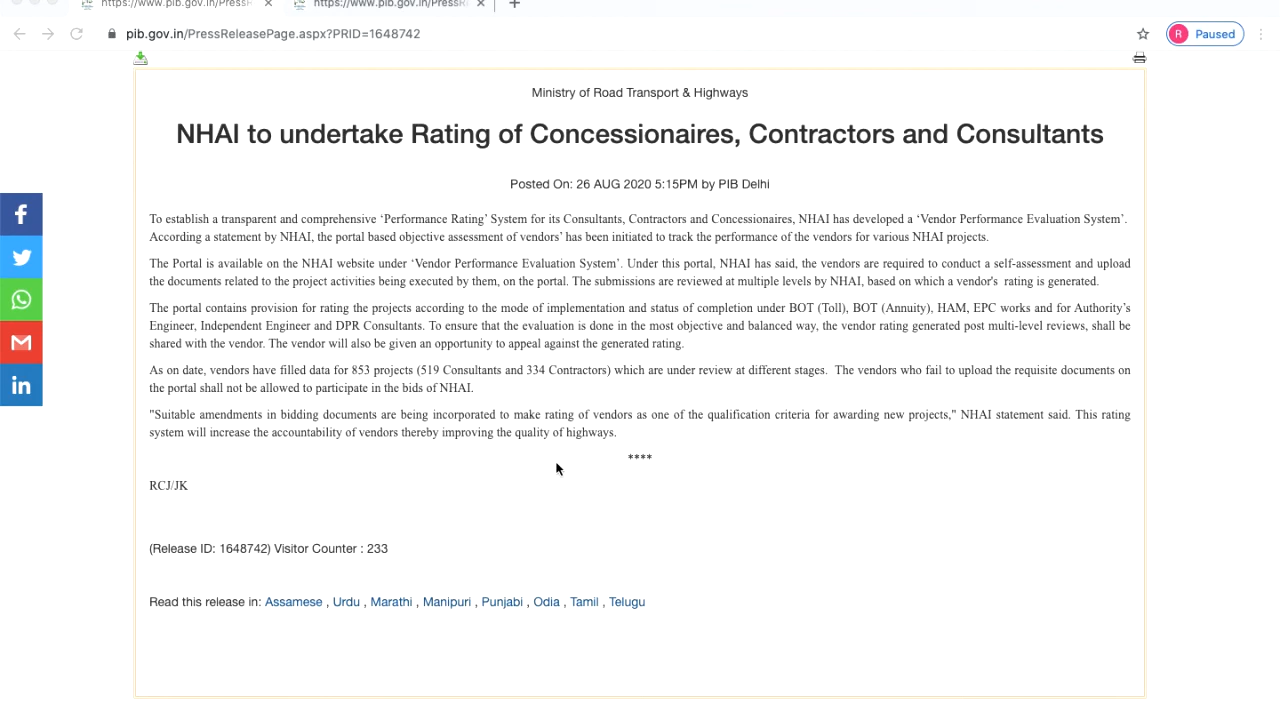 https://www.pib.gov.in/PressR
https://www.pib.gov.in/PressR
pib.gov.in/PressReleasePage.aspx?PRID=1648742
R Paused
Ministry of Road Transport & Highways
NHAI to undertake Rating of Concessionaires, Contractors and Consultants
Posted On: 26 AUG 2020 5:15PM by PIB Delhi
To establish a transparent and comprehensive ‘Performance Rating’ System for its Consultants, Contractors and Concessionaires, NHAI has developed a ‘Vendor Performance Evaluation System’.
According a statement by NHAI, the portal based objective assessment of vendors’ has been initiated to track the performance of the vendors for various NHAI projects.
The Portal is available on the NHAI website under ‘Vendor Performance Evaluation System’. Under this portal, NHAI has said, the vendors are required to conduct a self-assessment and upload
the documents related to the project activities being executed by them, on the portal. The submissions are reviewed at multiple levels by NHAI, based on which a vendor's rating is generated.
The portal contains provision for rating the projects according to the mode of implementation and status of completion under BOT (Toll), BOT (Annuity), HAM, EPC works and for Authority’s
Engineer, Independent Engineer and DPR Consultants. To ensure that the evaluation is done in the most objective and balanced way, the vendor rating generated post multi-level reviews, shall be
shared with the vendor. The vendor will also be given an opportunity to appeal against the generated rating.
As on date, vendors have filled data for 853 projects (519 Consultants and 334 Contractors) which are under review at different stages. The vendors who fail to upload the requisite documents on
the portal shall not be allowed to participate in the bids of NHAI.
"Suitable amendments in bidding documents are being incorporated to make rating of vendors as one of the qualification criteria for awarding new projects," NHAI statement said. This rating
system will increase the accountability of vendors thereby improving the quality of highways.
****
RCJ/JK
(Release ID: 1648742) Visitor Counter : 233
Read this release in: Assamese , Urdu , Marathi , Manipuri , Punjabi , Odia , Tamil , Telugu